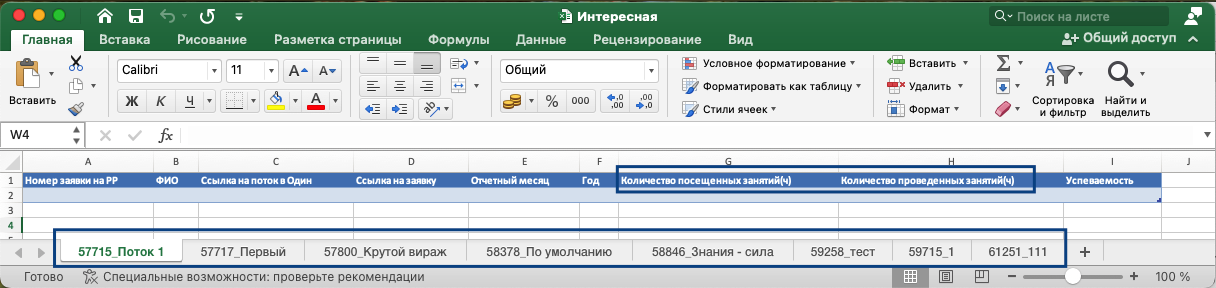 Интересная
Поиск на листе
Главная Вставка Рисование Разметка страницы Формулы Данные Рецензирование Вид Общий доступ
Вставить
Calibri 11 A A
Ж К Ч А
Общий
% 000 ,0 ,00 ,00 ,0
Условное форматирование
Форматировать как таблицу
Стили ячеек
Вставить
Удалить
Формат
Сортировка и фильтр
Найти и выделить
W4 fx
A B C D E F G H I J
1 Номер заявки на РР ФИО Ссылка на поток в Один Ссылка на заявку Отчетный месяц Год Количество посещенных занятий(ч) Количество проведенных занятий(ч) Успеваемость
2
3
4
57715_Поток 1 57717_Первый 57800_Крутой вираж 58378_По умолчанию 58846_Знания - сила 59258_тест 59715_1 61251_111 +
Готово Специальные возможности: проверьте рекомендации 100 %